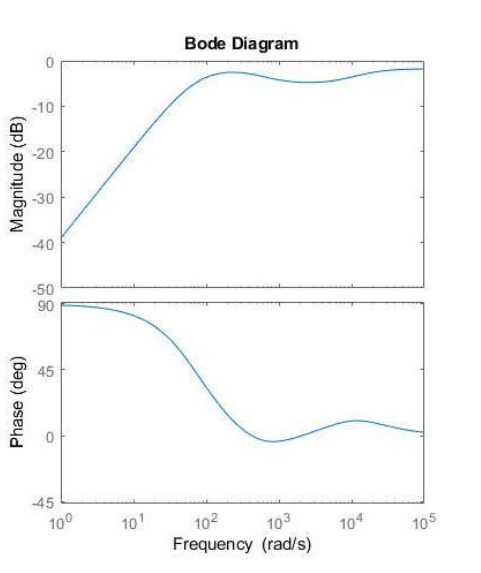 Bode Diagram
Magnitude (dB)
0
-10
-20
-30
-40
-50
Phase (deg)
90
45
0
-45
10^0 10^1 10^2 10^3 10^4 10^5
Frequency (rad/s)